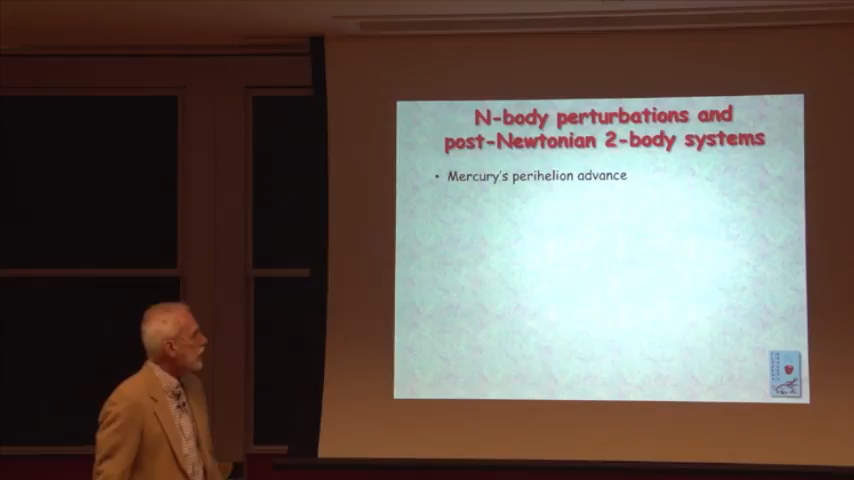 N-body perturbations and
post-Newtonian 2-body systems
• Mercury's perihelion advance